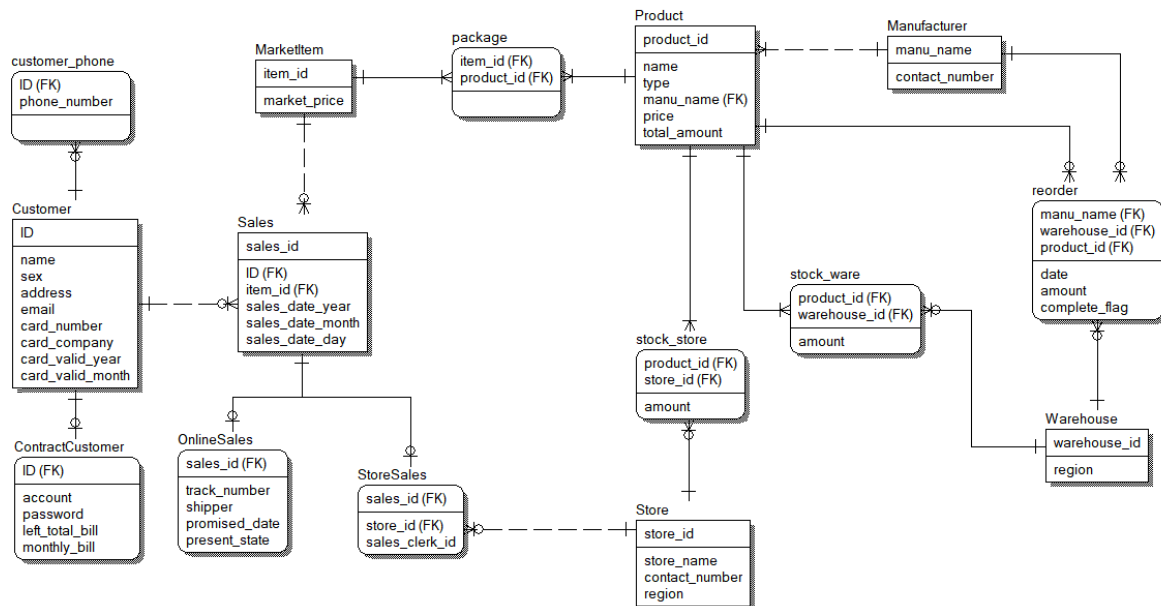 customer_phone
ID (FK)
phone_number
MarketItem
item_id
market_price
package
item_id (FK)
product_id (FK)
Product
product_id
name
type
manu_name (FK)
price
total_amount
Manufacturer
manu_name
contact_number
Customer
ID
name
sex
address
email
card_number
card_company
card_valid_year
card_valid_month
Sales
sales_id
ID (FK)
item_id (FK)
sales_date_year
sales_date_month
sales_date_day
reorder
manu_name (FK)
warehouse_id (FK)
product_id (FK)
date
amount
complete_flag
stock_ware
product_id (FK)
warehouse_id (FK)
amount
stock_store
product_id (FK)
store_id (FK)
amount
ContractCustomer
ID (FK)
account
password
left_total_bill
monthly_bill
OnlineSales
sales_id (FK)
track_number
shipper
promised_date
present_state
StoreSales
sales_id (FK)
store_id (FK)
sales_clerk_id
Store
store_id
store_name
contact_number
region
Warehouse
warehouse_id
region